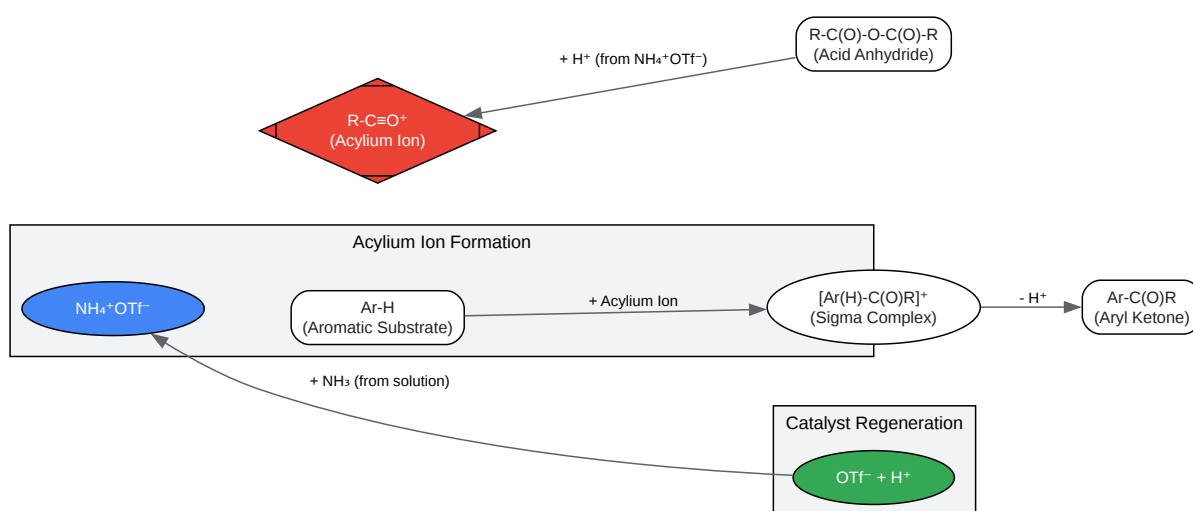 R-C(O)-O-C(O)-R
(Acid Anhydride)
+ H⁺ (from NH₄⁺OTf⁻)
R-C≡O⁺
(Acylium Ion)
Acylium Ion Formation
NH₄⁺OTf⁻
Ar-H
(Aromatic Substrate)
+ Acylium Ion
[Ar(H)-C(O)R]⁺
(Sigma Complex)
- H⁺
Ar-C(O)R
(Aryl Ketone)
+ NH₃ (from solution)
Catalyst Regeneration
OTf⁻ + H⁺